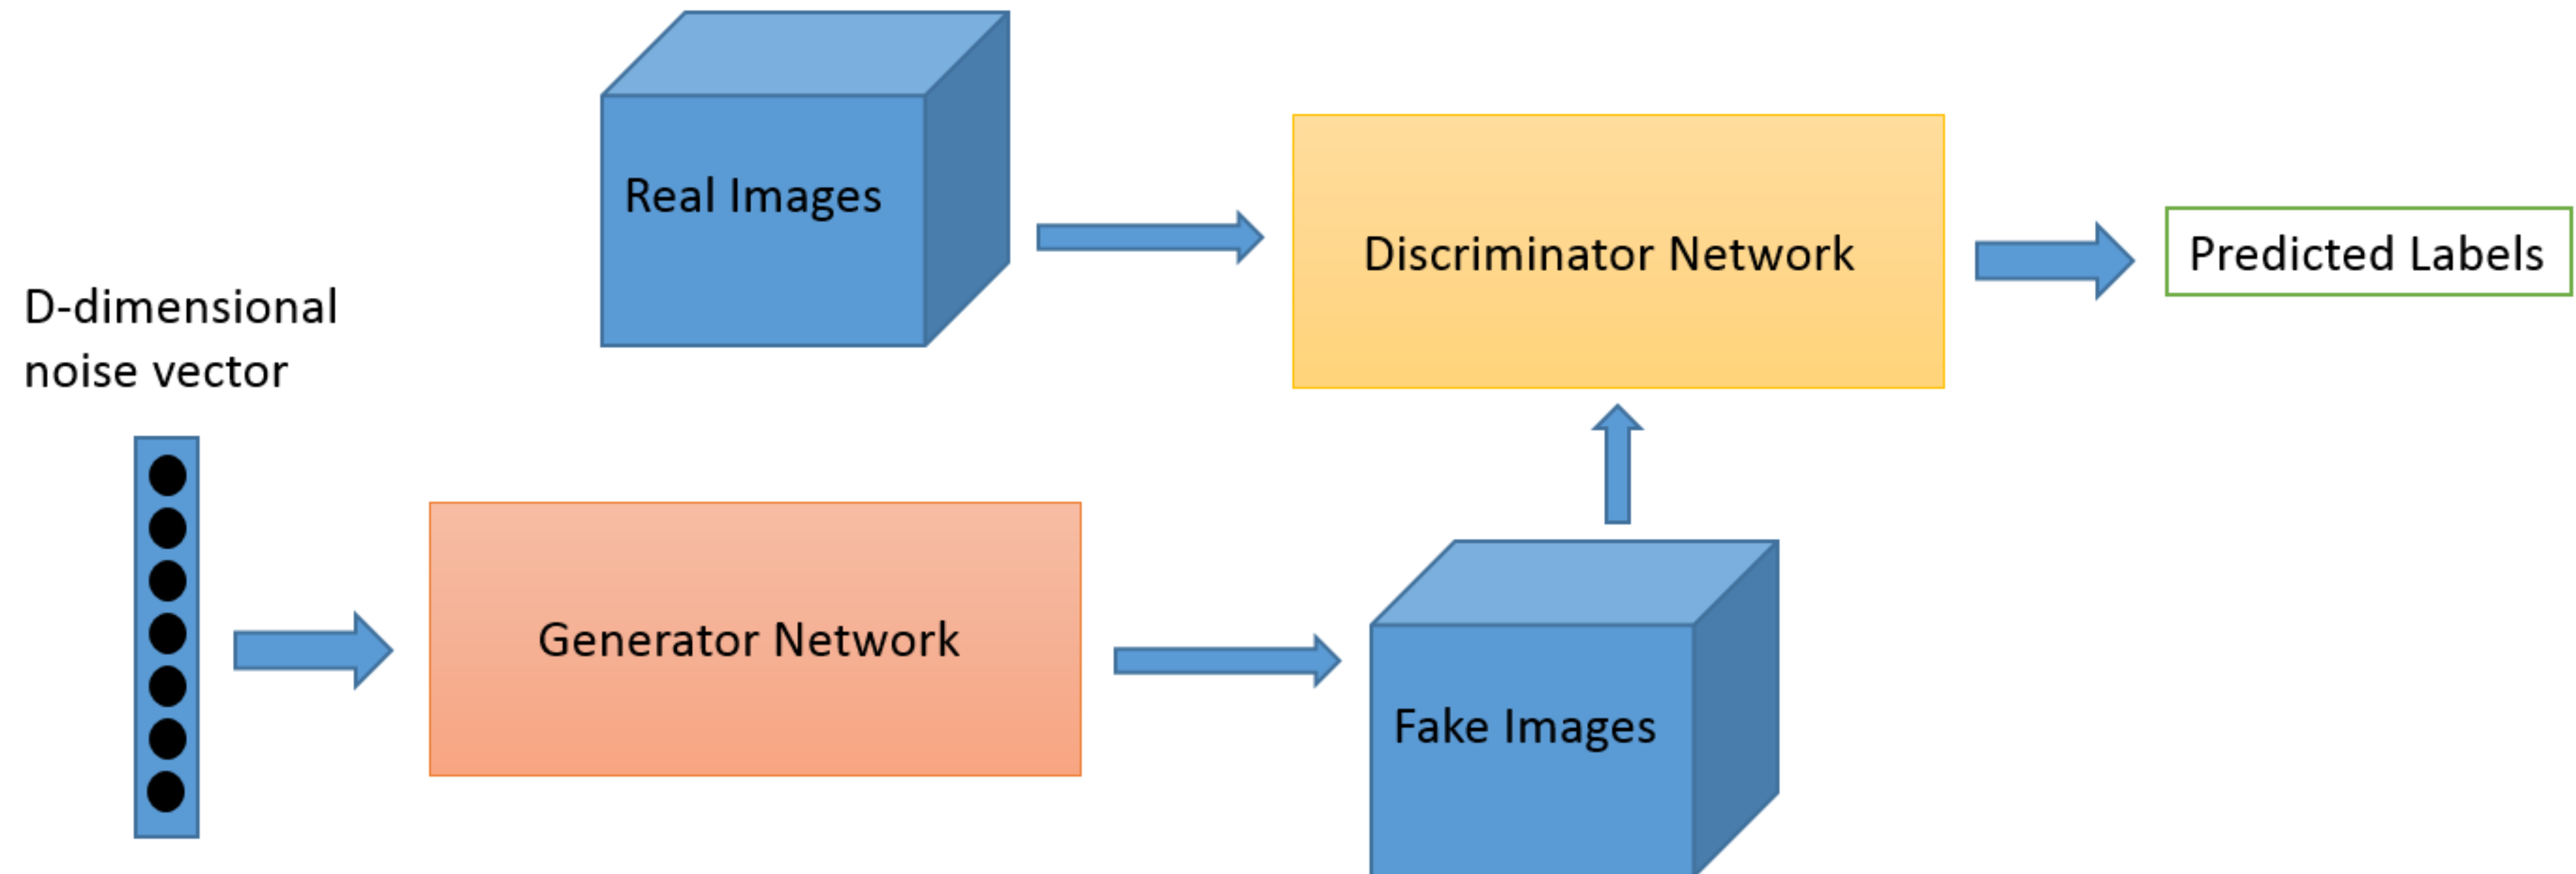 Real Images
Discriminator Network
Predicted Labels
D-dimensional
noise vector
Generator Network
Fake Images